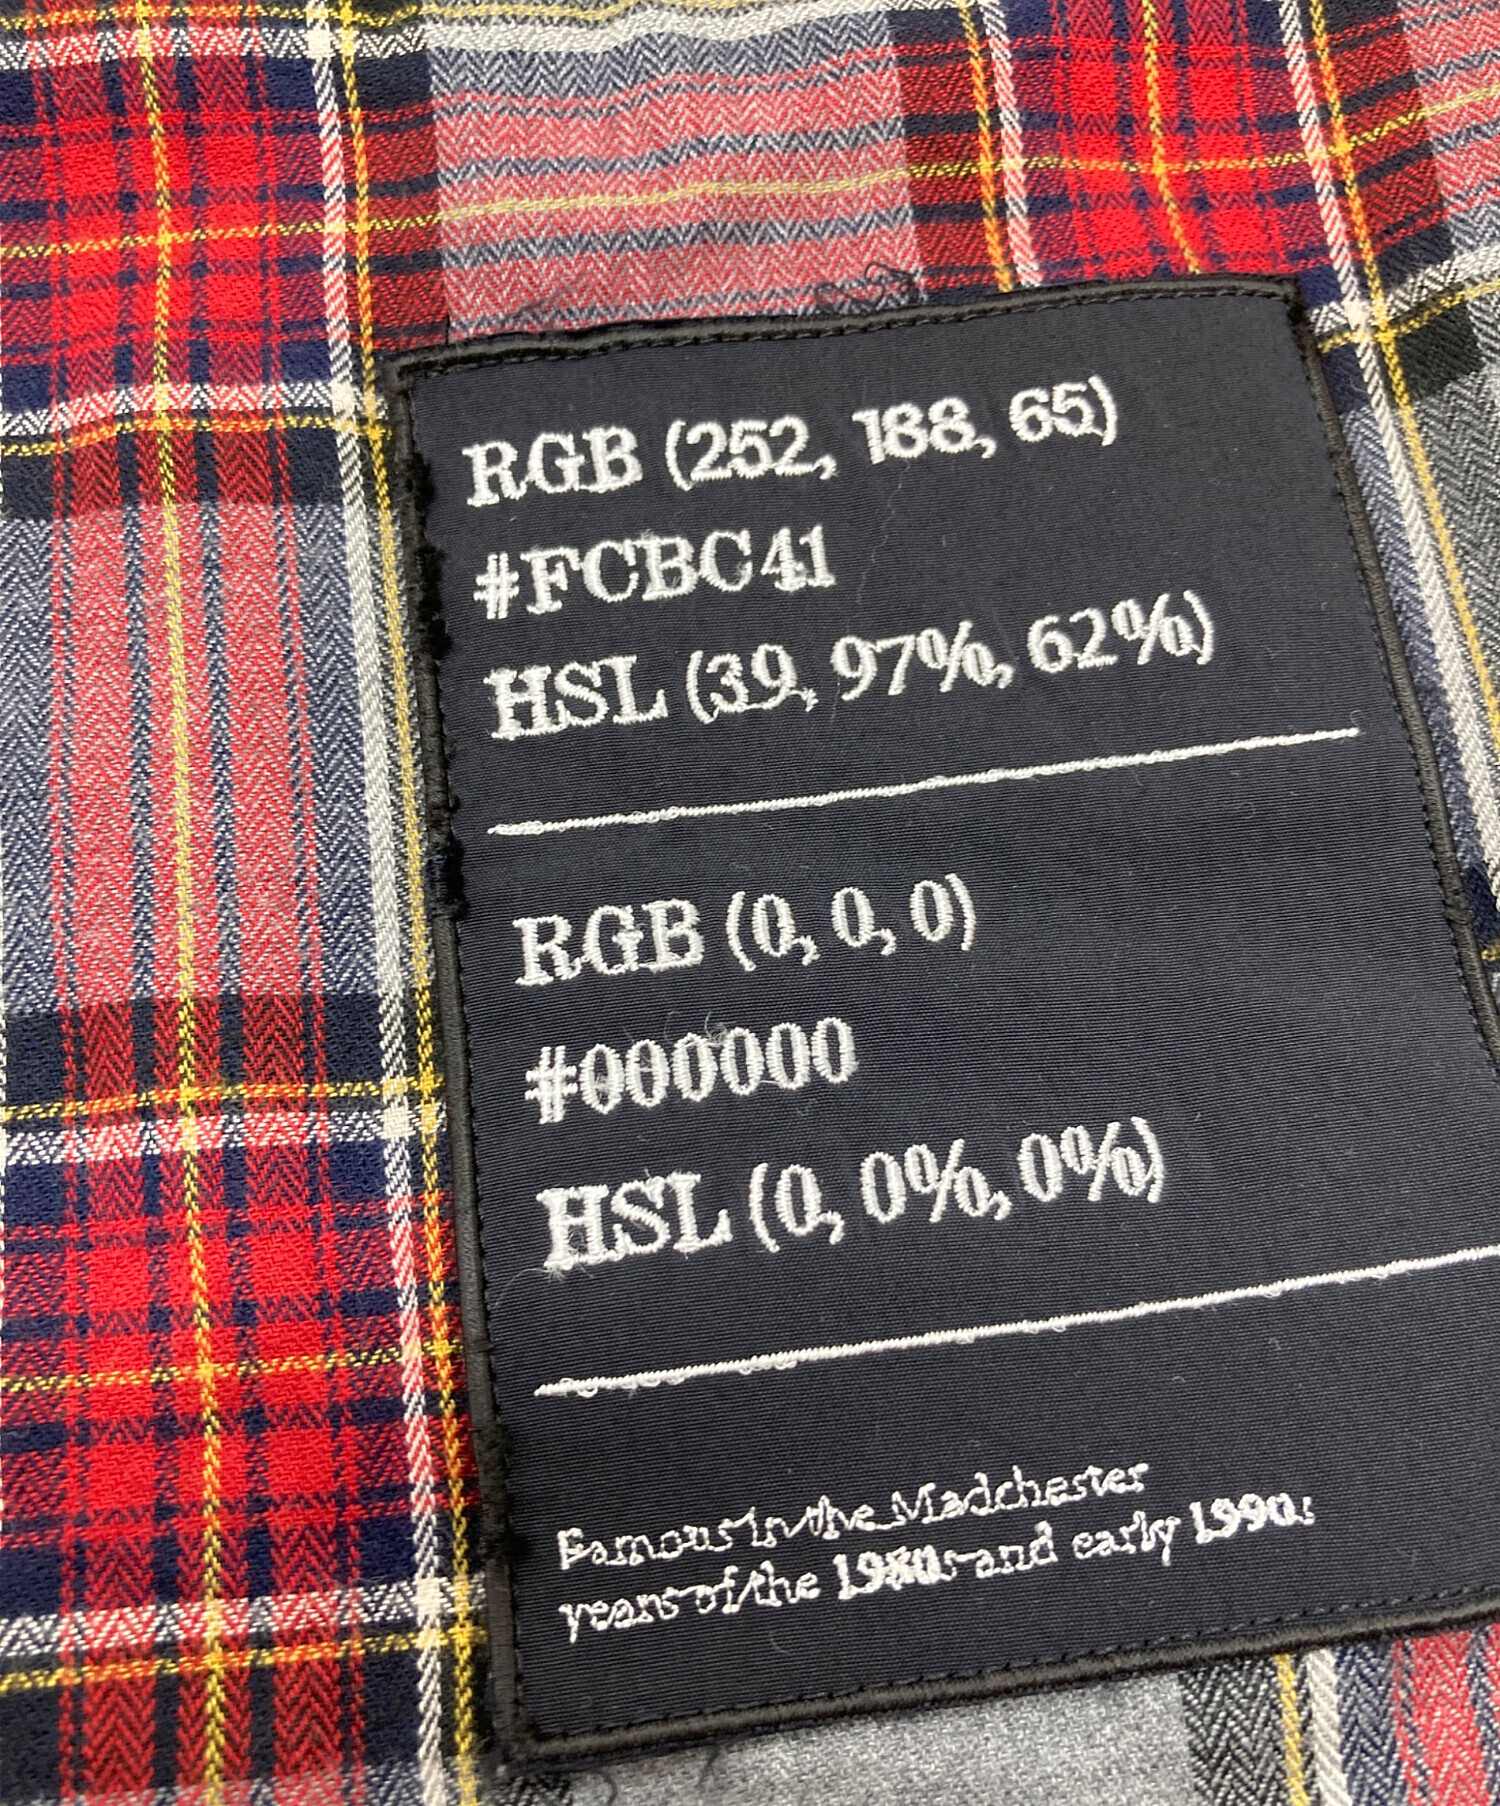 RGB (252, 188, 65)
#FCBC41
HSL (39, 97%, 62%)
RGB (0, 0, 0)
#000000
HSL (0, 0%, 0%)
Famous in the Madchester
years of the 1980s and early 1990s